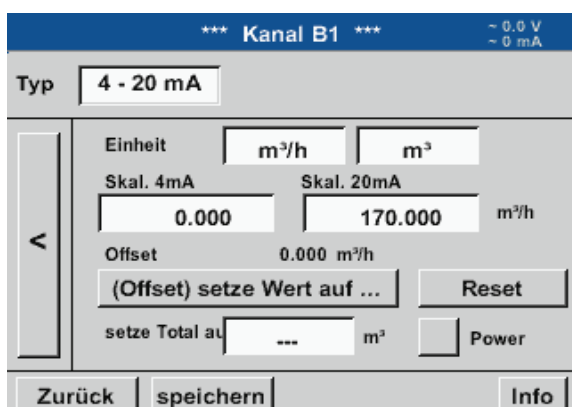 *** Kanal B1 ***
~ 0.0 V
~ 0 mA
Typ 4 - 20 mA
Einheit m³/h m³
Skal. 4mA Skal. 20mA
0.000 170.000 m³/h
<
Offset 0.000 m³/h
(Offset) setze Wert auf ... Reset
setze Total au --- m³ Power
Zurück speichern Info